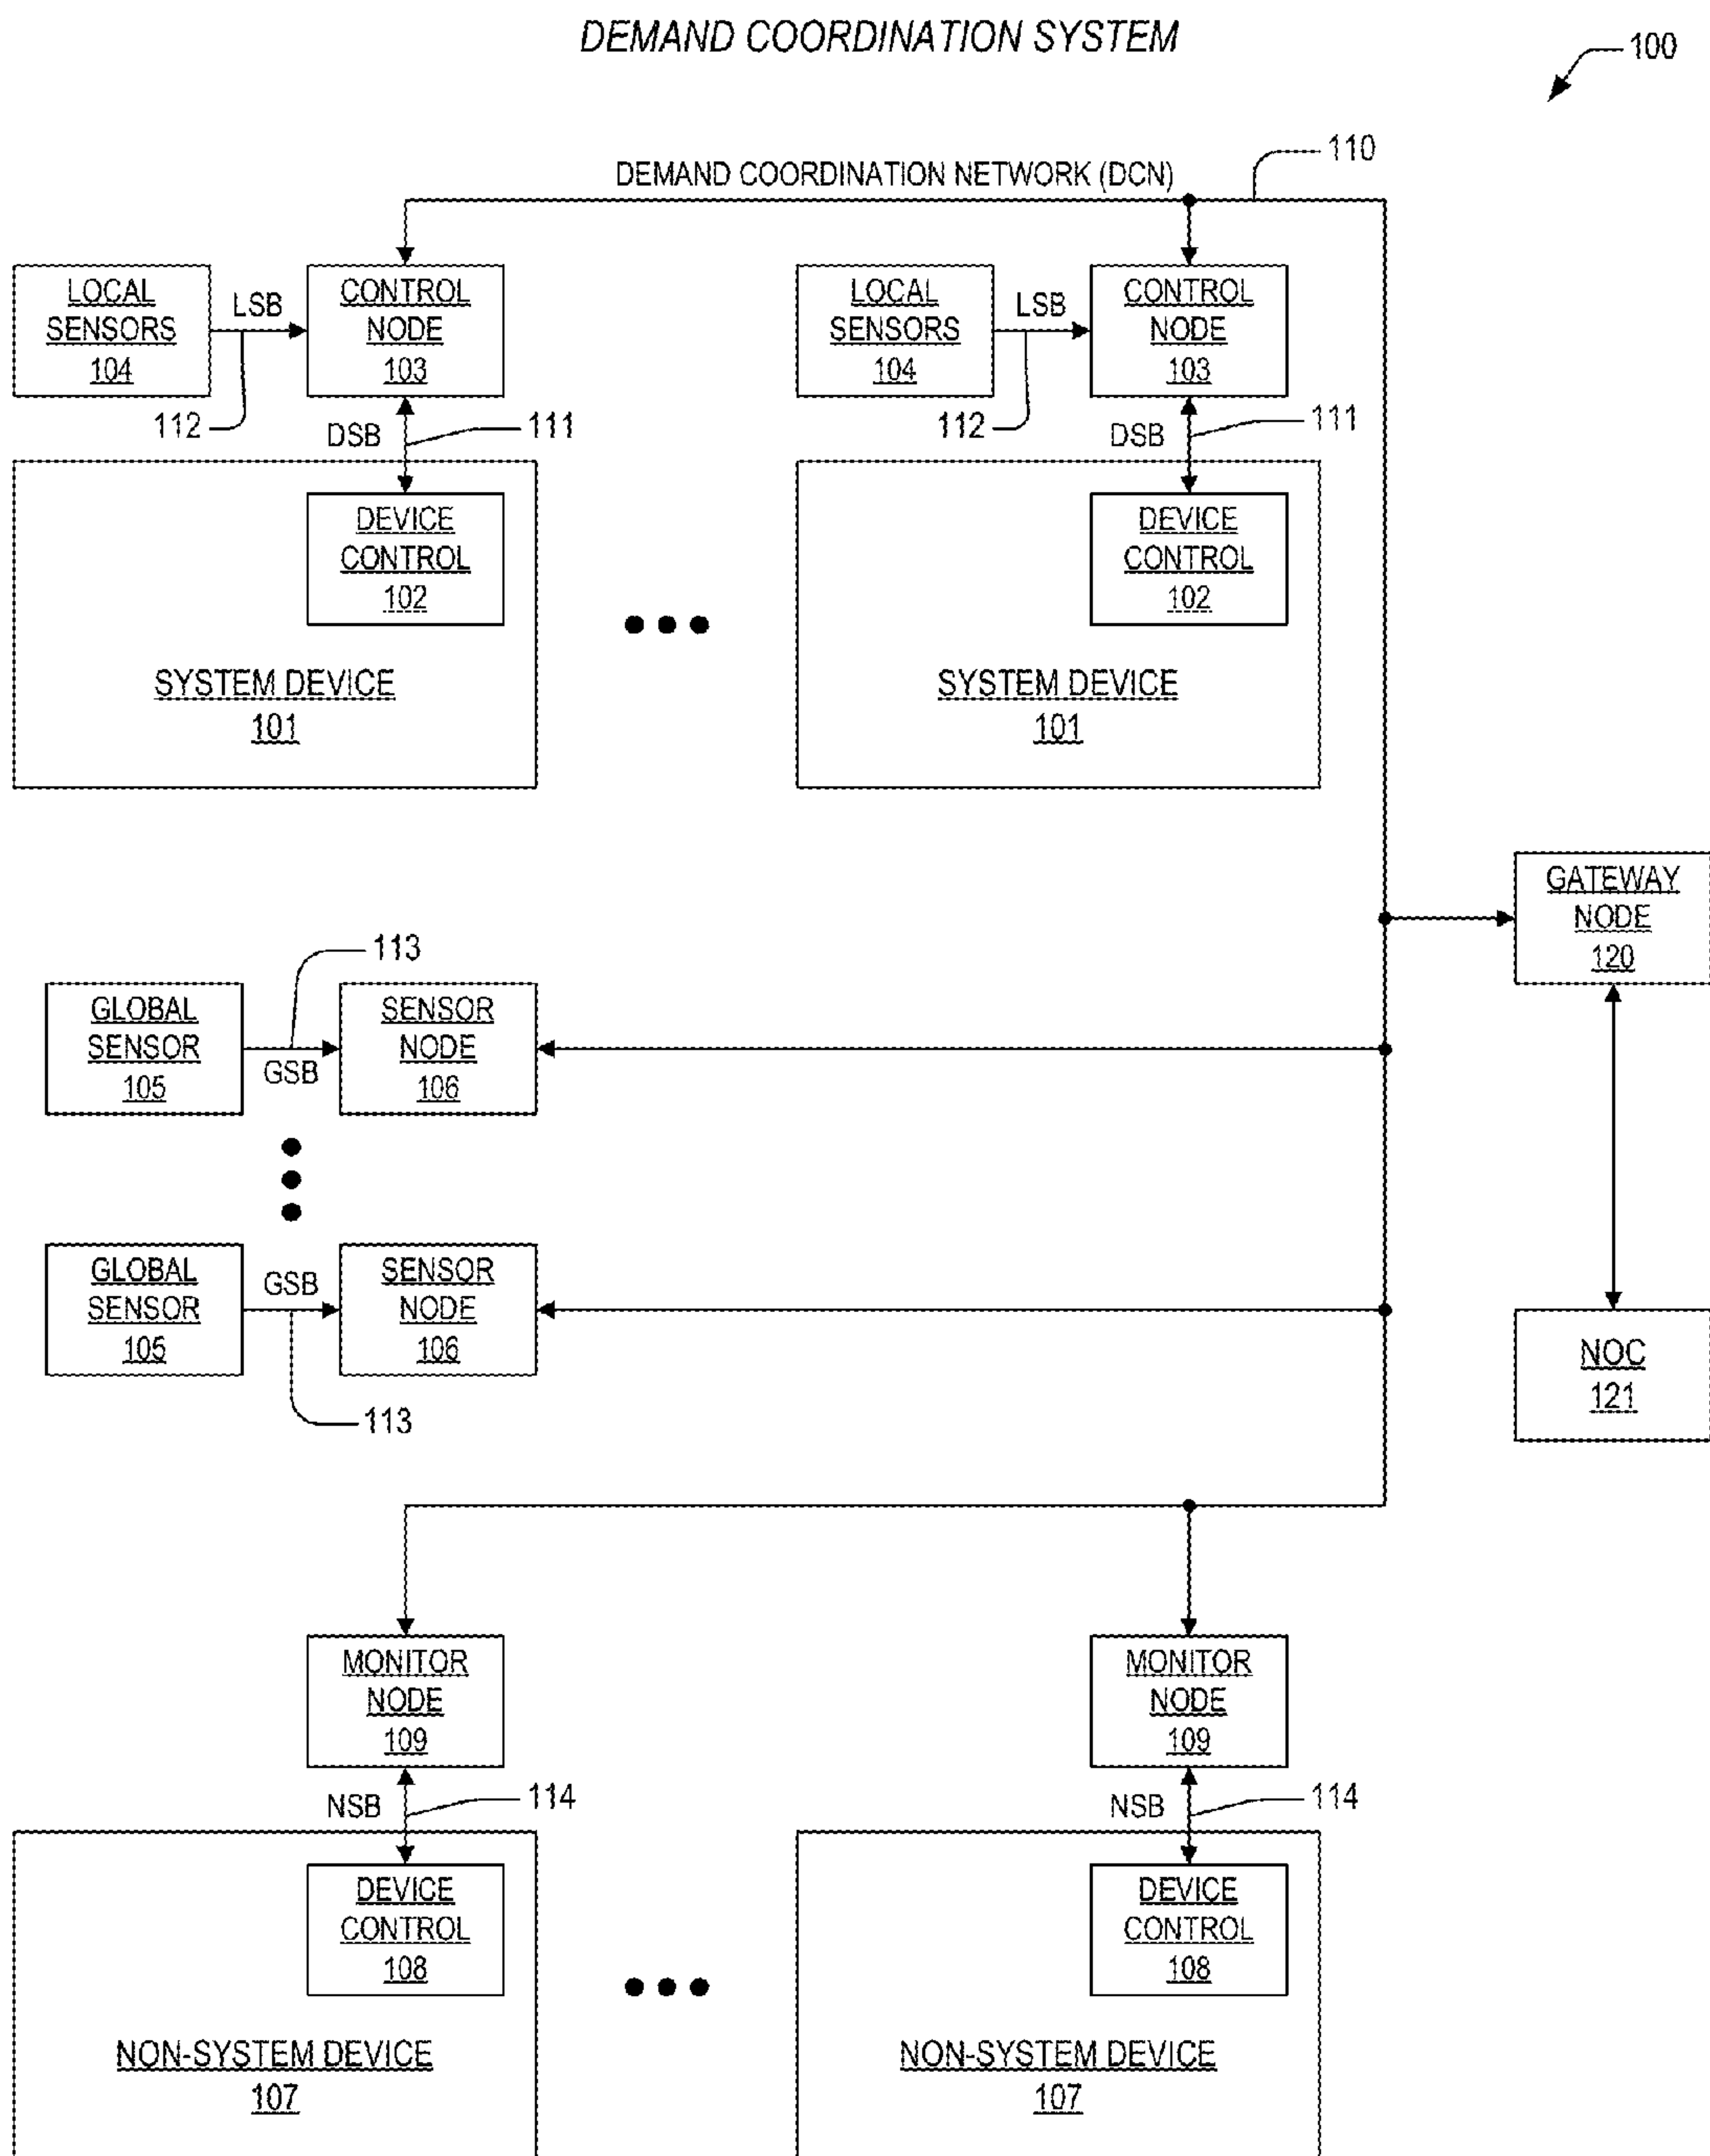 DEMAND COORDINATION SYSTEM
100
110
DEMAND COORDINATION NETWORK (DCN)
LOCAL
SENSORS
104
LSB
112
CONTROL
NODE
103
DSB
111
DEVICE
CONTROL
102
SYSTEM DEVICE
101
LOCAL
SENSORS
104
LSB
112
CONTROL
NODE
103
DSB
111
DEVICE
CONTROL
102
SYSTEM DEVICE
101
GATEWAY
NODE
120
GLOBAL
SENSOR
105
113
GSB
SENSOR
NODE
106
GLOBAL
SENSOR
105
GSB
113
SENSOR
NODE
106
NOC
121
MONITOR
NODE
109
NSB
114
DEVICE
CONTROL
108
NON-SYSTEM DEVICE
107
MONITOR
NODE
109
NSB
114
DEVICE
CONTROL
108
NON-SYSTEM DEVICE
107